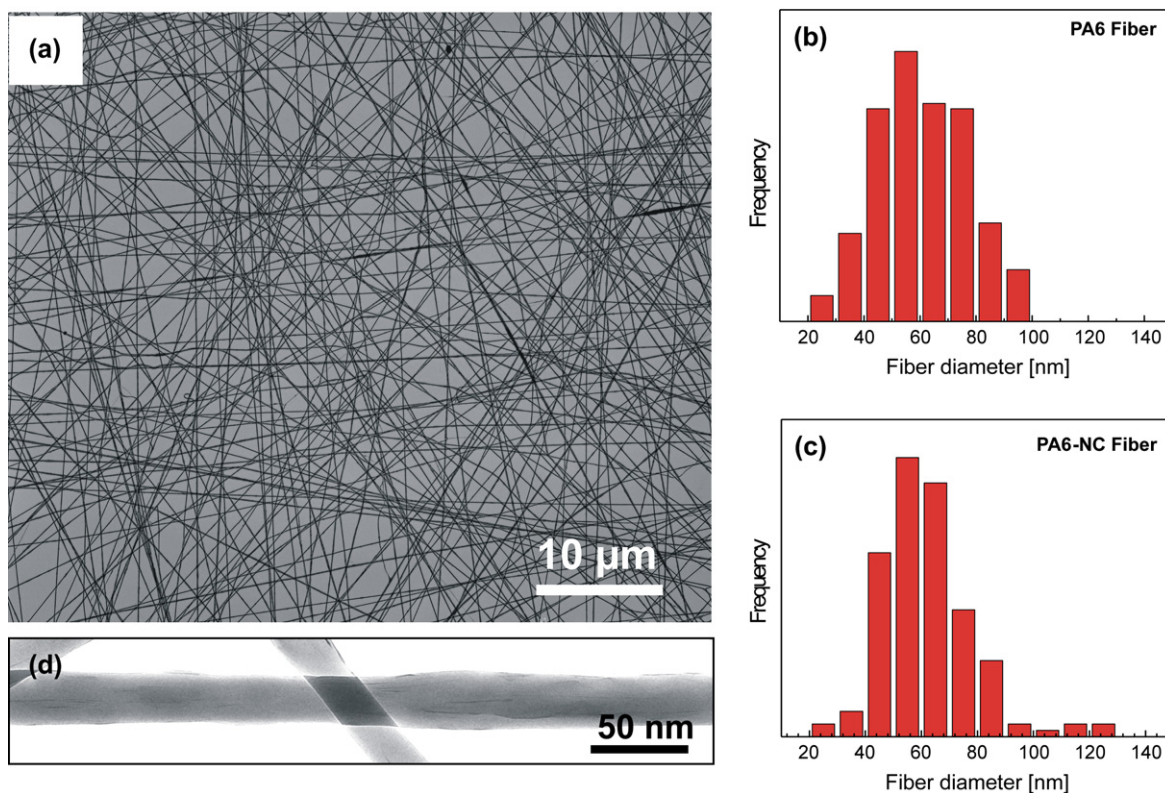 (a)
10 µm
(b)
PA6 Fiber
Frequency
20 40 60 80 100 120 140
Fiber diameter [nm]
(c)
PA6-NC Fiber
Frequency
20 40 60 80 100 120 140
Fiber diameter [nm]
(d)
50 nm